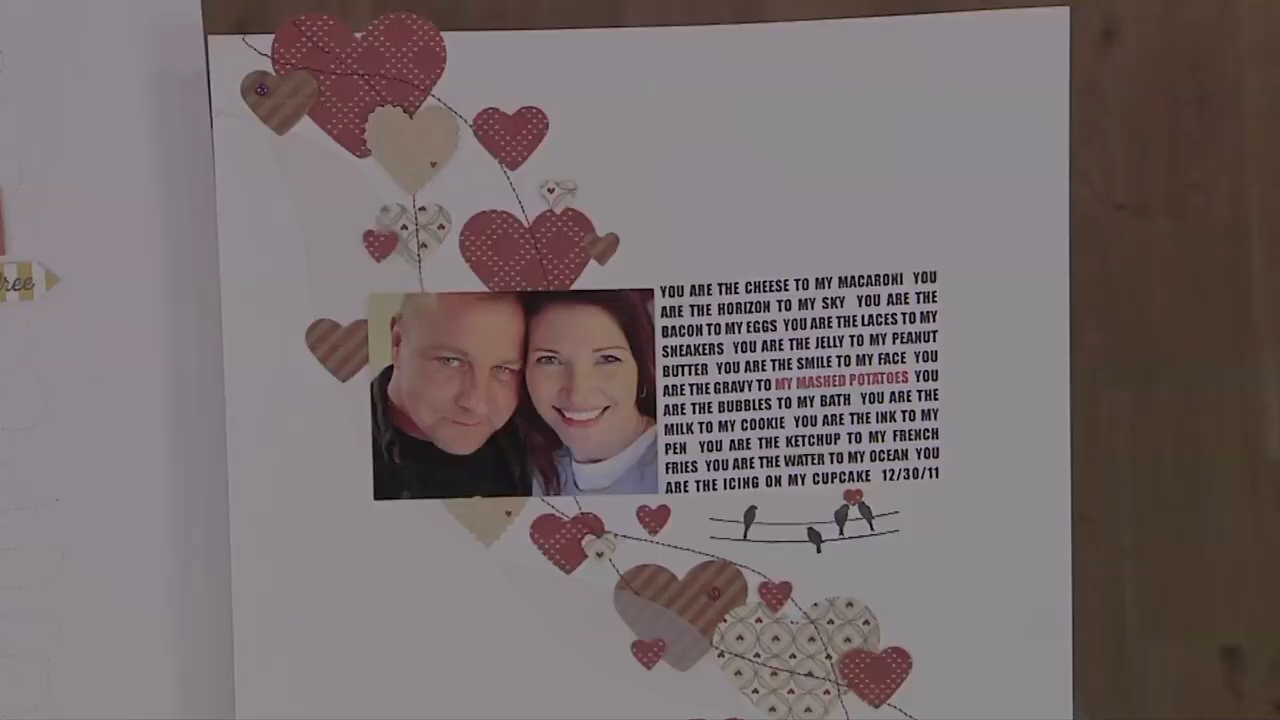 ree
YOU ARE THE CHEESE TO MY MACARONI YOU
ARE THE HORIZON TO MY SKY YOU ARE THE
BACON TO MY EGGS YOU ARE THE LACES TO MY
SNEAKERS YOU ARE THE JELLY TO MY PEANUT
BUTTER YOU ARE THE SMILE TO MY FACE YOU
ARE THE GRAVY TO MY MASHED POTATOES YOU
ARE THE BUBBLES TO MY BATH YOU ARE THE
MILK TO MY COOKIE YOU ARE THE INK TO MY
PEN YOU ARE THE KETCHUP TO MY FRENCH
FRIES YOU ARE THE WATER TO MY OCEAN YOU
ARE THE ICING ON MY CUPCAKE 12/30/11